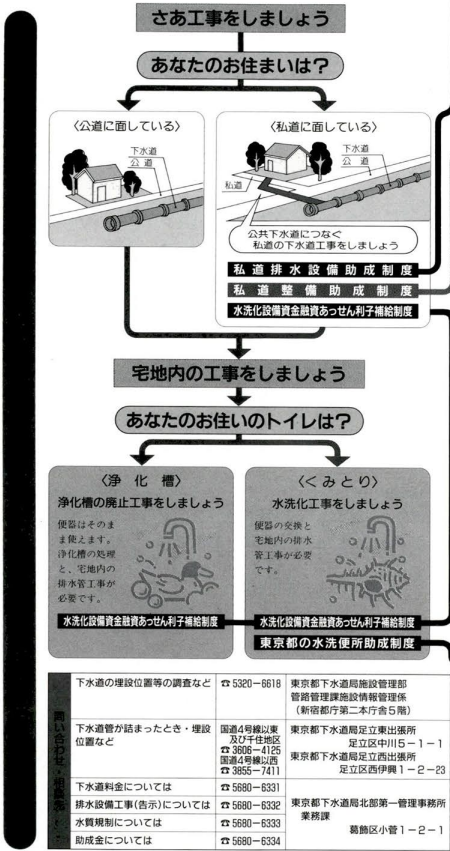 さあ工事をしましょう
あなたのお住まいは?
〈公道に面している〉
下水道
公道
〈私道に面している〉
下水道
公道
私道
公共下水道につなぐ
私道の下水道工事をしましょう
私道排水設備助成制度
私道整備助成制度
水洗化設備資金融資あっせん利子補給制度
宅地内の工事をしましょう
あなたのお住いのトイレは?
〈浄化槽〉
浄化槽の廃止工事をしましょう
便器はそのま
ま使えます。
浄化槽の処理
と、宅地内の
排水管工事が
必要です。
水洗化設備資金融資あっせん利子補給制度
〈くみとり〉
水洗化工事をしましょう
便器の交換と
宅地内の排水
管工事が必要
です。
水洗化設備資金融資あっせん利子補給制度
東京都の水洗便所助成制度
下水道の埋設位置等の調査など
☎5320-6618
東京都下水道局施設管理部
管路管理課施設情報管理係
(新宿都庁第二本庁舎5階)
下水道管が詰まったとき・埋設
位置など
国道4号線以東
及び千住地区
☎3606-4125
国道4号線以西
☎3855-7411
東京都下水道局足立東出張所
足立区中川5-1-1
東京都下水道局足立西出張所
足立区西伊興1-2-23
下水道料金については
☎5680-6331
排水設備工事(告示)については
☎5680-6332
水質規制については
☎5680-6333
助成金については
☎5680-6334
東京都下水道局北部第一管理事務所
業務課
葛飾区小菅1-2-1